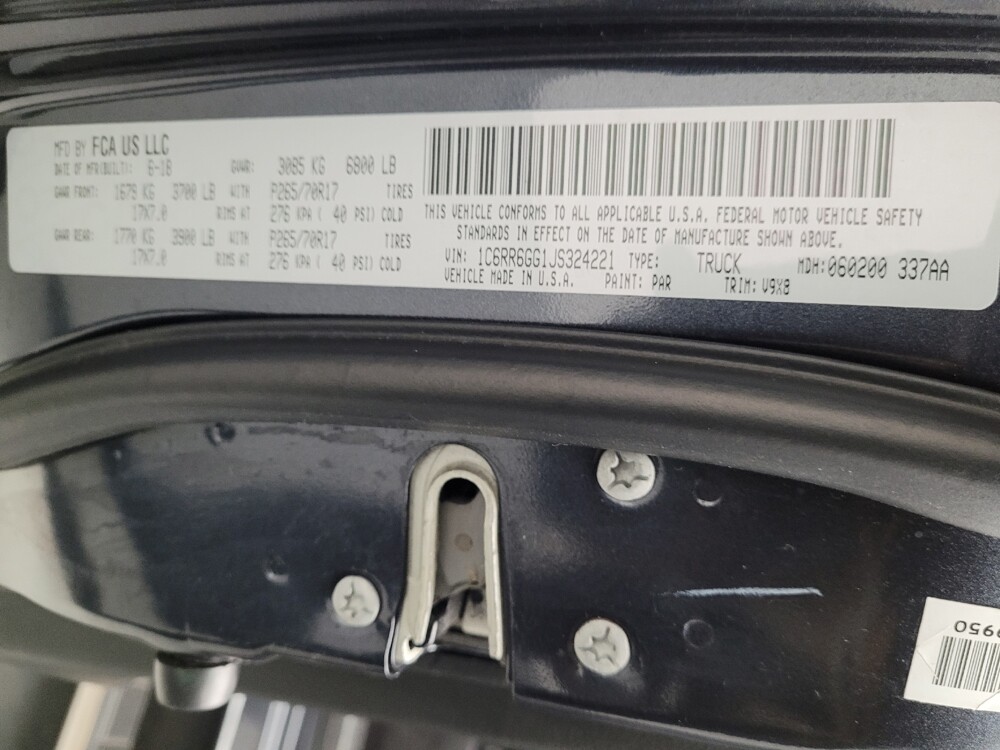 MFD BY FCA US LLC
DATE OF MFR(BUILT): 6-18 GVWR: 3085 KG 6800 LB
GAWR FRONT: 1679 KG 3700 LB WITH P265/70R17 TIRES
17X7.0 RIMS AT 276 KPA ( 40 PSI) COLD
GAWR REAR: 1770 KG 3900 LB WITH P265/70R17 TIRES
17X7.0 RIMS AT 276 KPA ( 40 PSI) COLD
THIS VEHICLE CONFORMS TO ALL APPLICABLE U.S.A. FEDERAL MOTOR VEHICLE SAFETY
STANDARDS IN EFFECT ON THE DATE OF MANUFACTURE SHOWN ABOVE.
VIN: 1C6RR6GG1JS324221 TYPE: TRUCK MDH:060200 337AA
VEHICLE MADE IN U.S.A. PAINT: PAR TRIM: V9X8